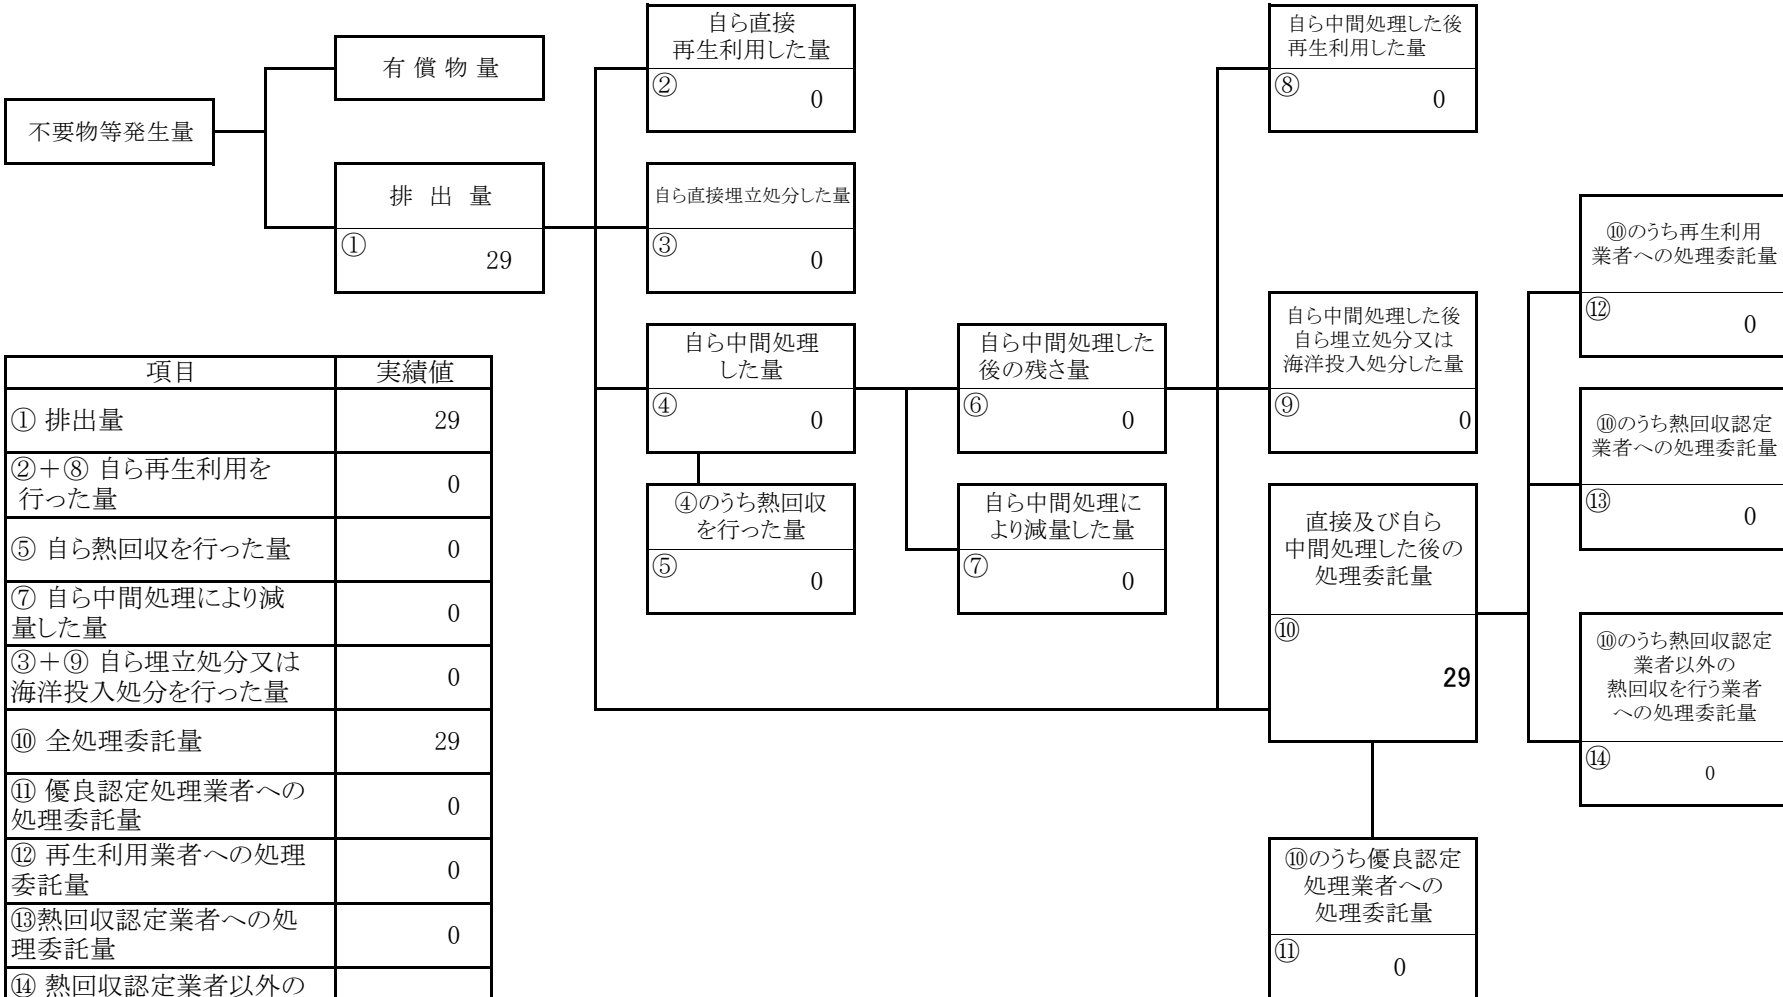 不要物等発生量
有 償 物 量
排 出 量
①
29
自ら直接
再生利用した量
②
0
自ら直接埋立処分した量
③
0
自ら中間処理
した量
④
0
④のうち熱回収
を行った量
⑤
0
自ら中間処理した
後の残さ量
⑥
0
自ら中間処理に
より減量した量
⑦
0
自ら中間処理した後
再生利用した量
⑧
0
自ら中間処理した後
自ら埋立処分又は
海洋投入処分した量
⑨
0
直接及び自ら
中間処理した後の
処理委託量
⑩
29
⑩のうち優良認定
処理業者への
処理委託量
⑪
0
⑩のうち再生利用
業者への処理委託量
⑫
0
⑩のうち熱回収認定
業者への処理委託量
⑬
0
⑩のうち熱回収認定
業者以外の
熱回収を行う業者
への処理委託量
⑭
0
項目 実績値
① 排出量 29
②+⑧ 自ら再生利用を
行った量 0
⑤ 自ら熱回収を行った量 0
⑦ 自ら中間処理により減
量した量 0
③+⑨ 自ら埋立処分又は
海洋投入処分を行った量 0
⑩ 全処理委託量 29
⑪ 優良認定処理業者への
処理委託量 0
⑫ 再生利用業者への処理
委託量 0
⑬熱回収認定業者への処
理委託量 0
⑭ 熱回収認定業者以外の